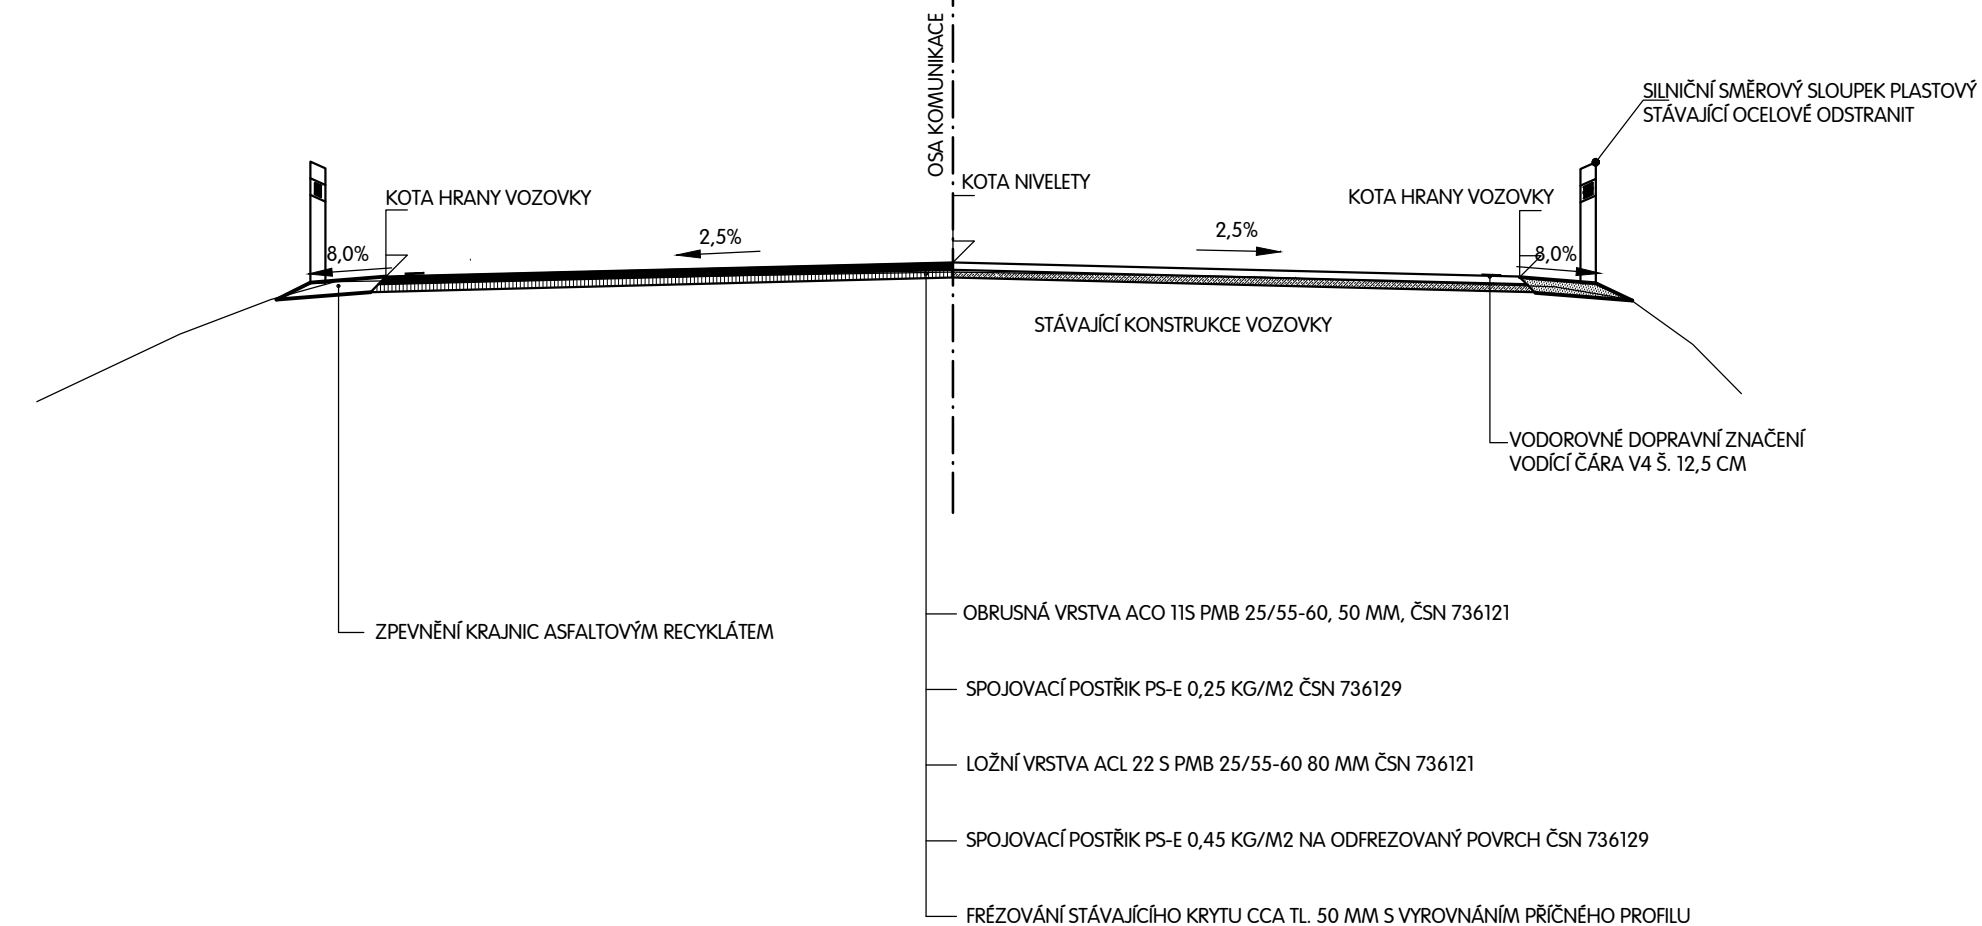 OSA KOMUNIKACE
SILNIČNÍ SMĚROVÝ SLOUPEK PLASTOVÝ
STÁVAJÍCÍ OCELOVÉ ODSTRANIT
KOTA NIVELETY
KOTA HRANY VOZOVKY
KOTA HRANY VOZOVKY
8,0%
2,5%
2,5%
8,0%
STÁVAJÍCÍ KONSTRUKCE VOZOVKY
VODOROVNÉ DOPRAVNÍ ZNAČENÍ
VODÍCÍ ČÁRA V4 Š. 12,5 CM
ZPEVNĚNÍ KRAJNIC ASFALTOVÝM RECYKLÁTEM
OBRUSNÁ VRSTVA ACO 11S PMB 25/55-60, 50 MM, ČSN 736121
SPOJOVACÍ POSTŘIK PS-E 0,25 KG/M2 ČSN 736129
LOŽNÍ VRSTVA ACL 22 S PMB 25/55-60 80 MM ČSN 736121
SPOJOVACÍ POSTŘIK PS-E 0,45 KG/M2 NA ODFREZOVANÝ POVRCH ČSN 736129
FRÉZOVÁNÍ STÁVAJÍCÍHO KRYTU CCA TL. 50 MM S VYROVNÁNÍM PŘÍČNÉHO PROFILU